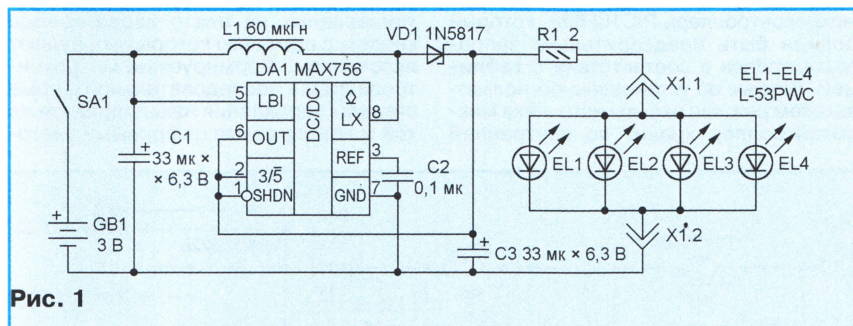 L1 60 мкГн
VD1 1N5817
R1 2
DA1 MAX756
EL1–EL4
L-53PWC
SA1
5
LBI
DC/DC
LX
8
X1.1
6
OUT
C1
33 мк ×
× 6,3 В
REF
3
2
3/5
C2
0,1 мк
EL1
EL2
EL3
EL4
1
SHDN
GND
7
GB1
3 В
+
+
+
C3 33 мк × 6,3 В
X1.2
Рис. 1